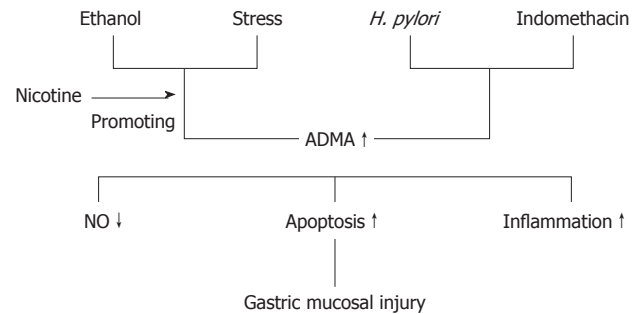 Ethanol Stress H. pylori Indomethacin
Nicotine
Promoting
ADMA ↑
NO ↓ Apoptosis ↑ Inflammation ↑
Gastric mucosal injury